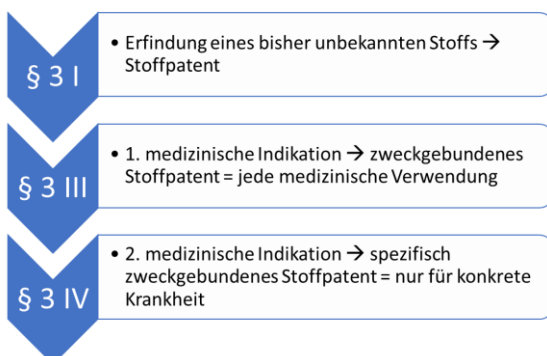 § 3 I
• Erfindung eines bisher unbekannten Stoffs →
Stoffpatent
§ 3 III
• 1. medizinische Indikation → zweckgebundenes
Stoffpatent = jede medizinische Verwendung
§ 3 IV
• 2. medizinische Indikation → spezifisch
zweckgebundenes Stoffpatent = nur für konkrete
Krankheit